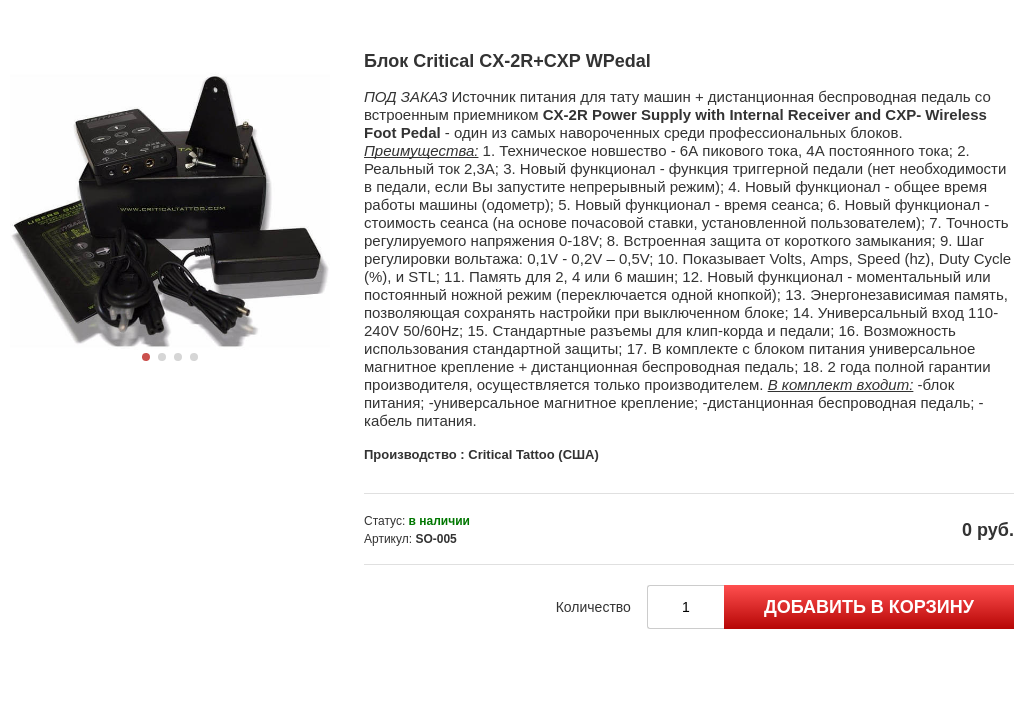 Блок Critical CX-2R+CXP WPedal
ПОД ЗАКАЗ Источник питания для тату машин + дистанционная беспроводная педаль со
встроенным приемником CX-2R Power Supply with Internal Receiver and CXP- Wireless
Foot Pedal - один из самых навороченных среди профессиональных блоков.
Преимущества: 1. Техническое новшество - 6А пикового тока, 4А постоянного тока; 2.
Реальный ток 2,3А; 3. Новый функционал - функция триггерной педали (нет необходимости
в педали, если Вы запустите непрерывный режим); 4. Новый функционал - общее время
работы машины (одометр); 5. Новый функционал - время сеанса; 6. Новый функционал -
стоимость сеанса (на основе почасовой ставки, установленной пользователем); 7. Точность
регулируемого напряжения 0-18V; 8. Встроенная защита от короткого замыкания; 9. Шаг
регулировки вольтажа: 0,1V - 0,2V – 0,5V; 10. Показывает Volts, Amps, Speed (hz), Duty Cycle
(%), и STL; 11. Память для 2, 4 или 6 машин; 12. Новый функционал - моментальный или
постоянный ножной режим (переключается одной кнопкой); 13. Энергонезависимая память,
позволяющая сохранять настройки при выключенном блоке; 14. Универсальный вход 110-
240V 50/60Hz; 15. Стандартные разъемы для клип-корда и педали; 16. Возможность
использования стандартной защиты; 17. В комплекте с блоком питания универсальное
магнитное крепление + дистанционная беспроводная педаль; 18. 2 года полной гарантии
производителя, осуществляется только производителем. В комплект входит: -блок
питания; -универсальное магнитное крепление; -дистанционная беспроводная педаль; -
кабель питания.
Производство : Critical Tattoo (США)
Статус: в наличии
Артикул: SO-005
0 руб.
Количество 1 ДОБАВИТЬ В КОРЗИНУ
WWW.CRITICALTATTOO.COM
USERS GUIDE